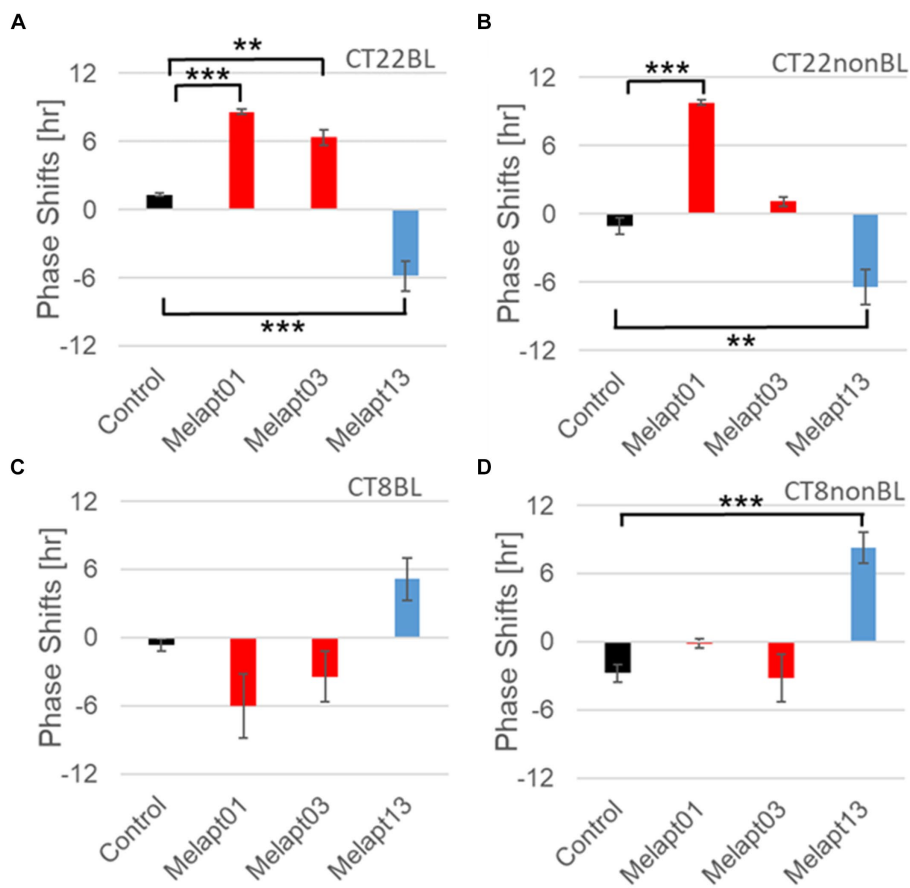 A
**
***
CT22BL
Phase Shifts [hr]
12
6
0
-6
-12
***
Control
Melapt01
Melapt03
Melapt13
B
***
CT22nonBL
Phase Shifts [hr]
12
6
0
-6
-12
**
Control
Melapt01
Melapt03
Melapt13
C
CT8BL
Phase Shifts [hr]
12
6
0
-6
-12
Control
Melapt01
Melapt03
Melapt13
D
***
CT8nonBL
Phase Shifts [hr]
12
6
0
-6
-12
Control
Melapt01
Melapt03
Melapt13